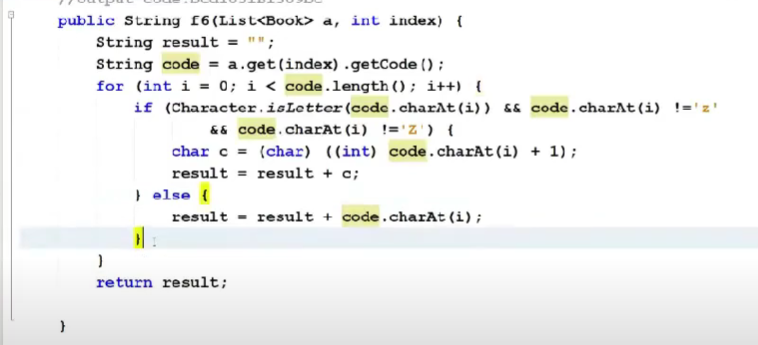 public String f6(List<Book> a, int index) {
String result = "";
String code = a.get(index).getCode();
for (int i = 0; i < code.length(); i++) {
if (Character.isLetter(code.charAt(i)) && code.charAt(i) !='z'
&& code.charAt(i) !='Z') {
char c = (char) ((int) code.charAt(i) + 1);
result = result + c;
} else {
result = result + code.charAt(i);
}
}
return result;
}